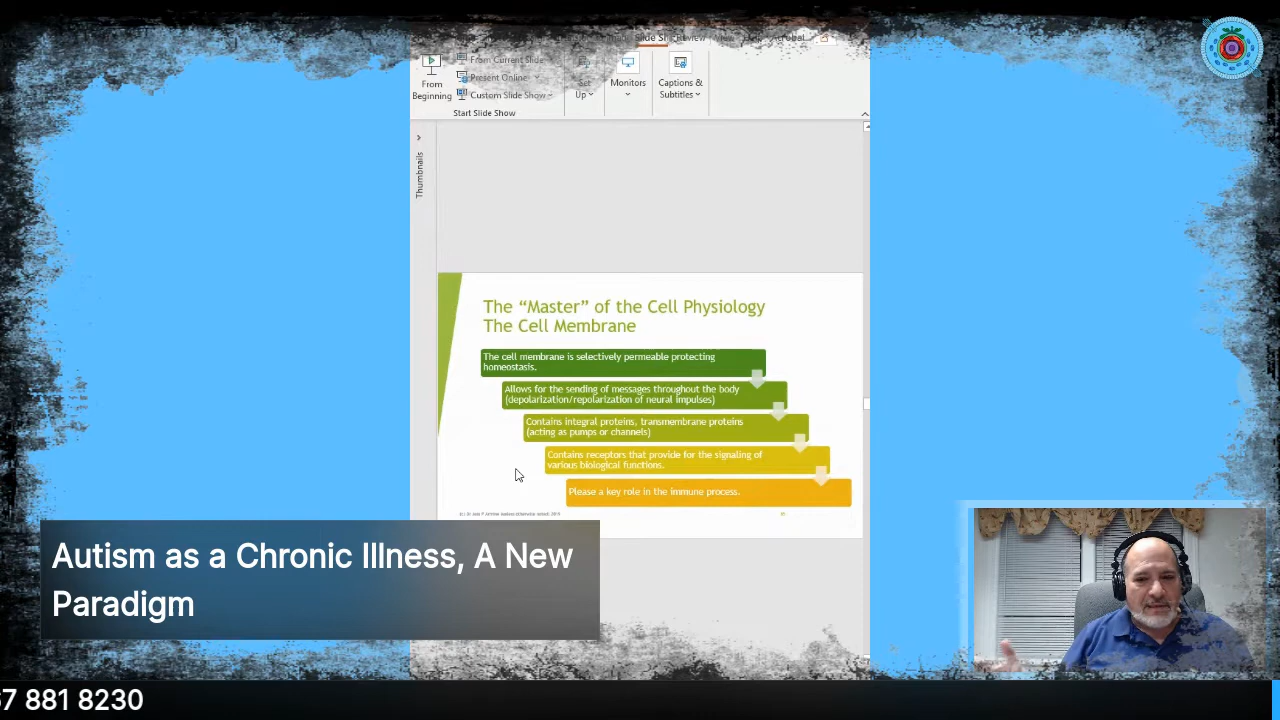 Slide Sh
Review
From Current Slide
Present Online
Custom Slide Show
From
Beginning
Set
Up
Monitors
Captions &
Subtitles
Start Slide Show
Thumbnails
The “Master” of the Cell Physiology
The Cell Membrane
The cell membrane is selectively permeable protecting
homeostasis.
Allows for the sending of messages throughout the body
(depolarization/repolarization of neural impulses)
Contains integral proteins, transmembrane proteins
(acting as pumps or channels)
Contains receptors that provide for the signaling of
various biological functions.
Please a key role in the immune process.
Autism as a Chronic Illness, A New
Paradigm
7 881 8230